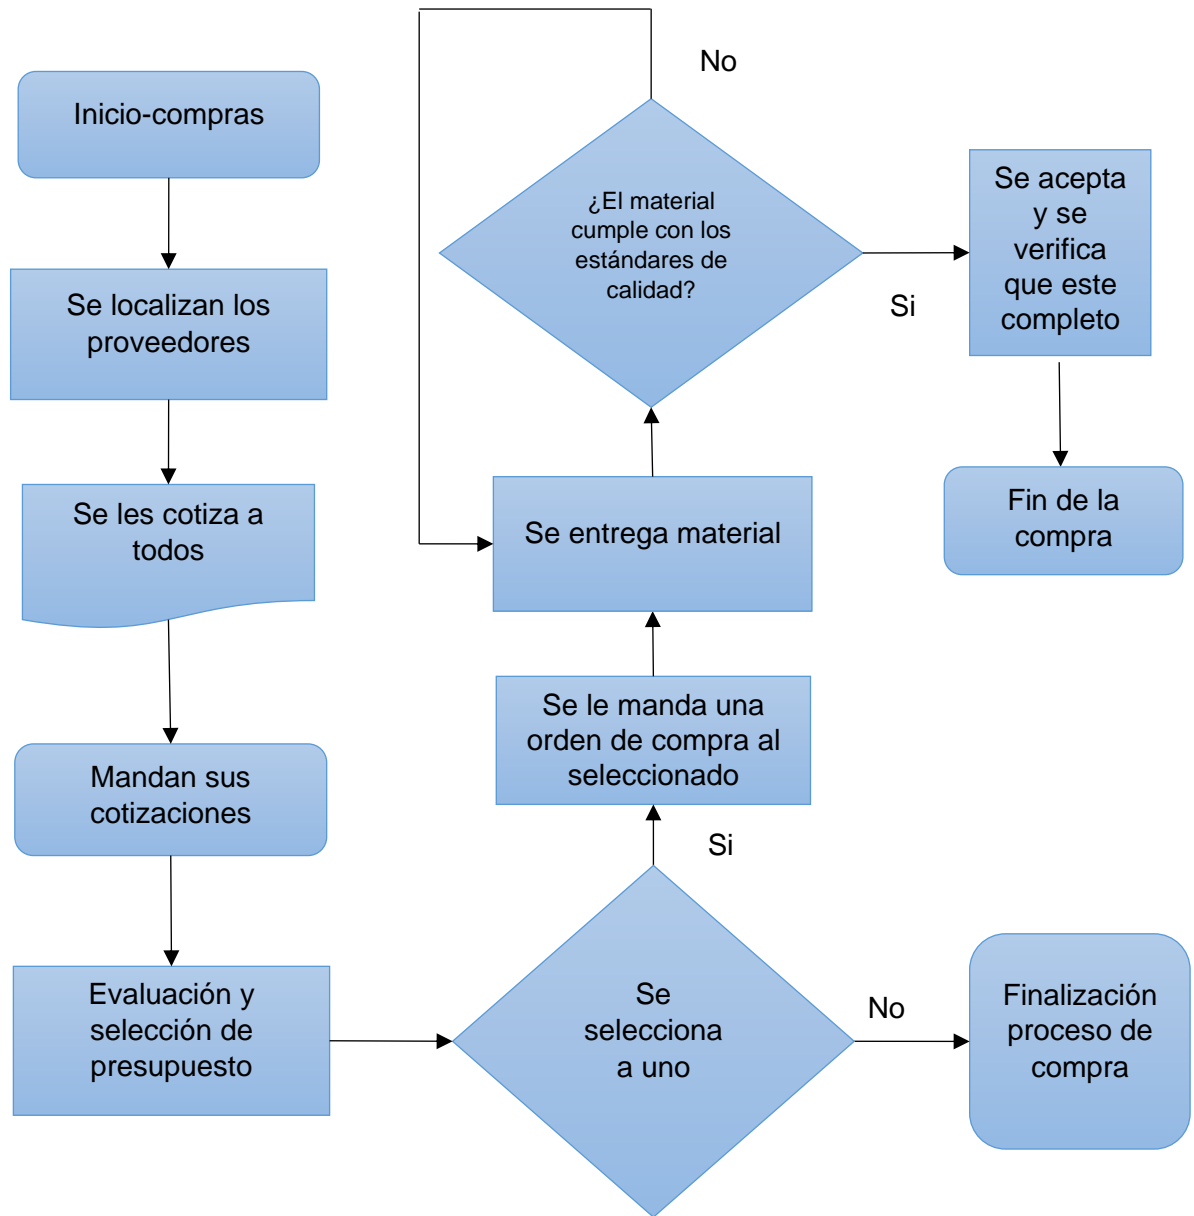 Inicio-compras
Se localizan los
proveedores
Se les cotiza a
todos
Mandan sus
cotizaciones
Evaluación y
selección de
presupuesto
Se
selecciona
a uno
No
Finalización
proceso de
compra
Si
Se le manda una
orden de compra al
seleccionado
Se entrega material
¿El material
cumple con los
estándares de
calidad?
No
Si
Se acepta
y se
verifica
que este
completo
Fin de la
compra